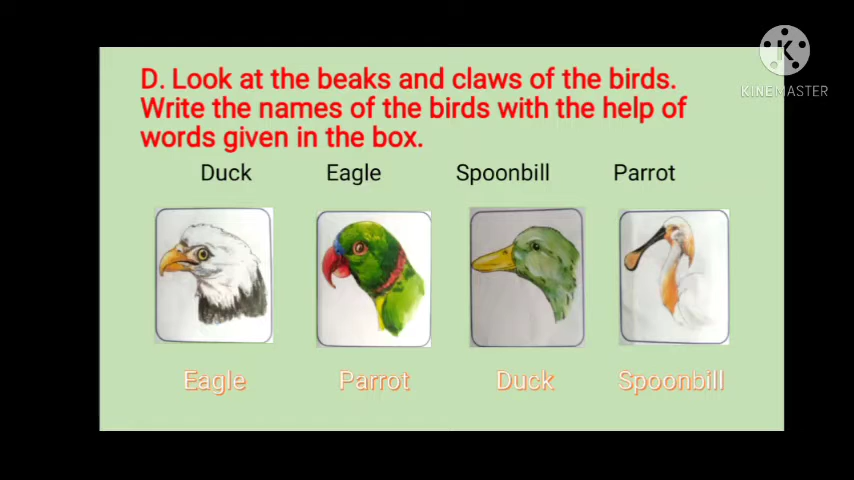 KINEMASTER
D. Look at the beaks and claws of the birds.
Write the names of the birds with the help of
words given in the box.
Duck Eagle Spoonbill Parrot
Eagle Parrot Duck Spoonbill